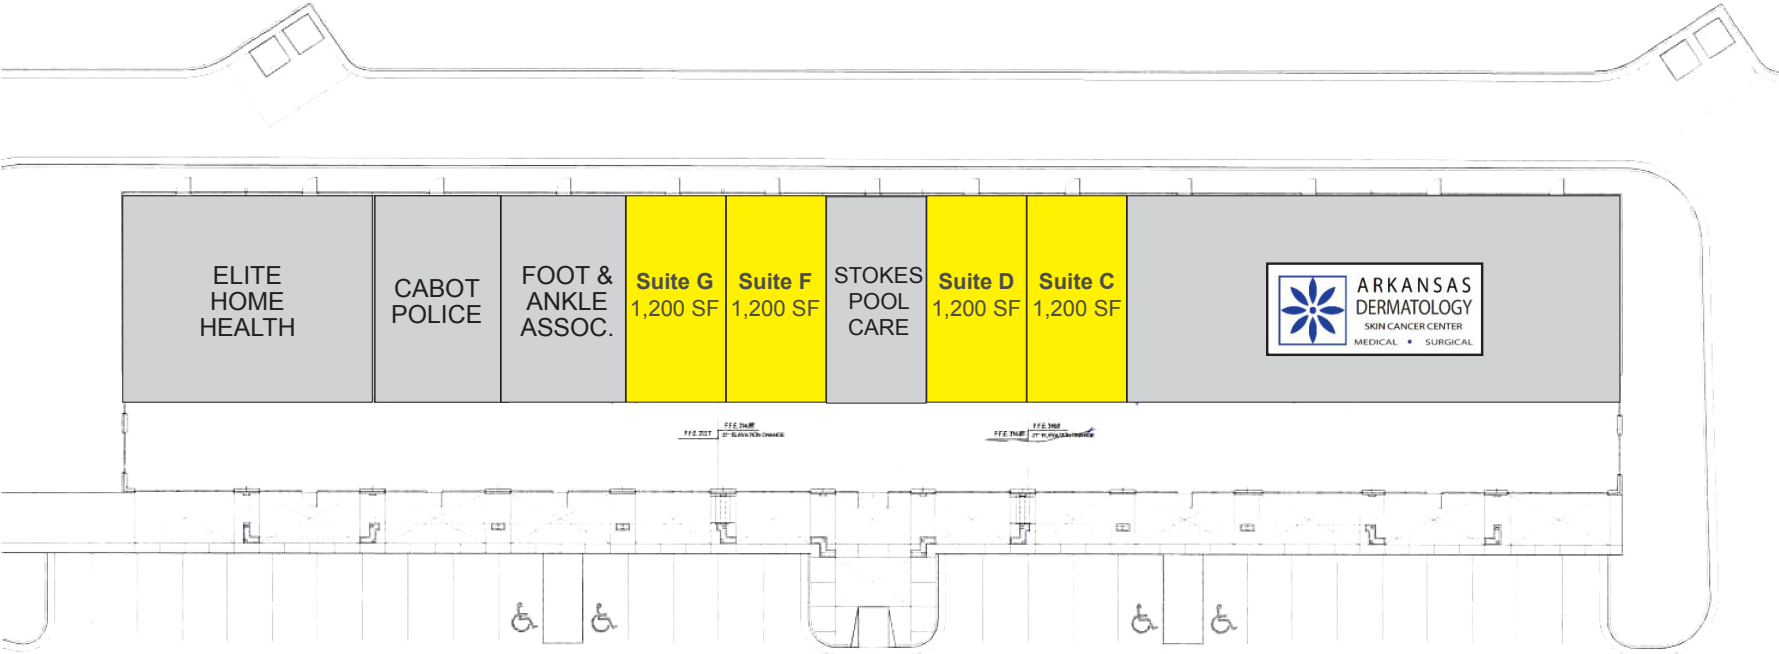 ELITE
HOME
HEALTH
CABOT
POLICE
FOOT &
ANKLE
ASSOC.
Suite G
1,200 SF
Suite F
1,200 SF
STOKES
POOL
CARE
Suite D
1,200 SF
Suite C
1,200 SF
ARKANSAS
DERMATOLOGY
SKIN CANCER CENTER
MEDICAL • SURGICAL